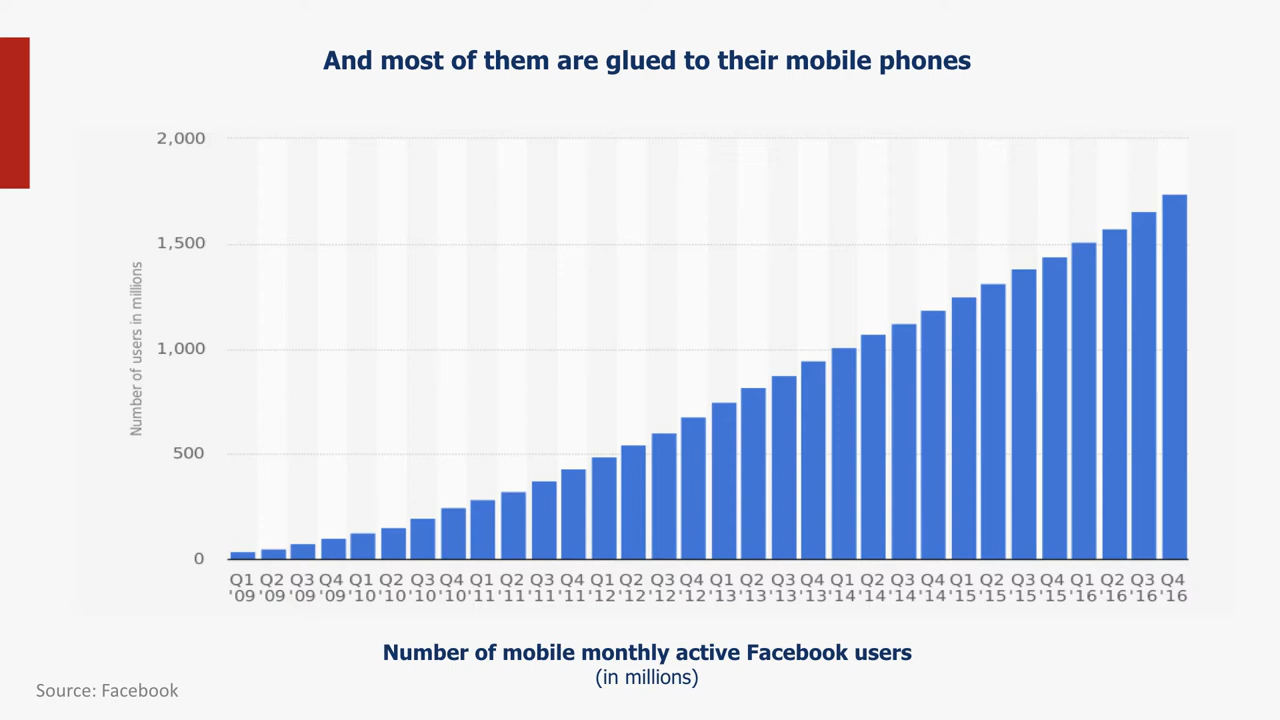 And most of them are glued to their mobile phones
2,000
1,500
1,000
500
0
Number of users in millions
Q1 Q2 Q3 Q4 Q1 Q2 Q3 Q4 Q1 Q2 Q3 Q4 Q1 Q2 Q3 Q4 Q1 Q2 Q3 Q4 Q1 Q2 Q3 Q4 Q1 Q2 Q3 Q4 Q1 Q2 Q3 Q4
'09 '09 '09 '09 '10 '10 '10 '10 '11 '11 '11 '11 '12 '12 '12 '12 '13 '13 '13 '13 '14 '14 '14 '14 '15 '15 '15 '15 '16 '16 '16 '16
Number of mobile monthly active Facebook users
(in millions)
Source: Facebook